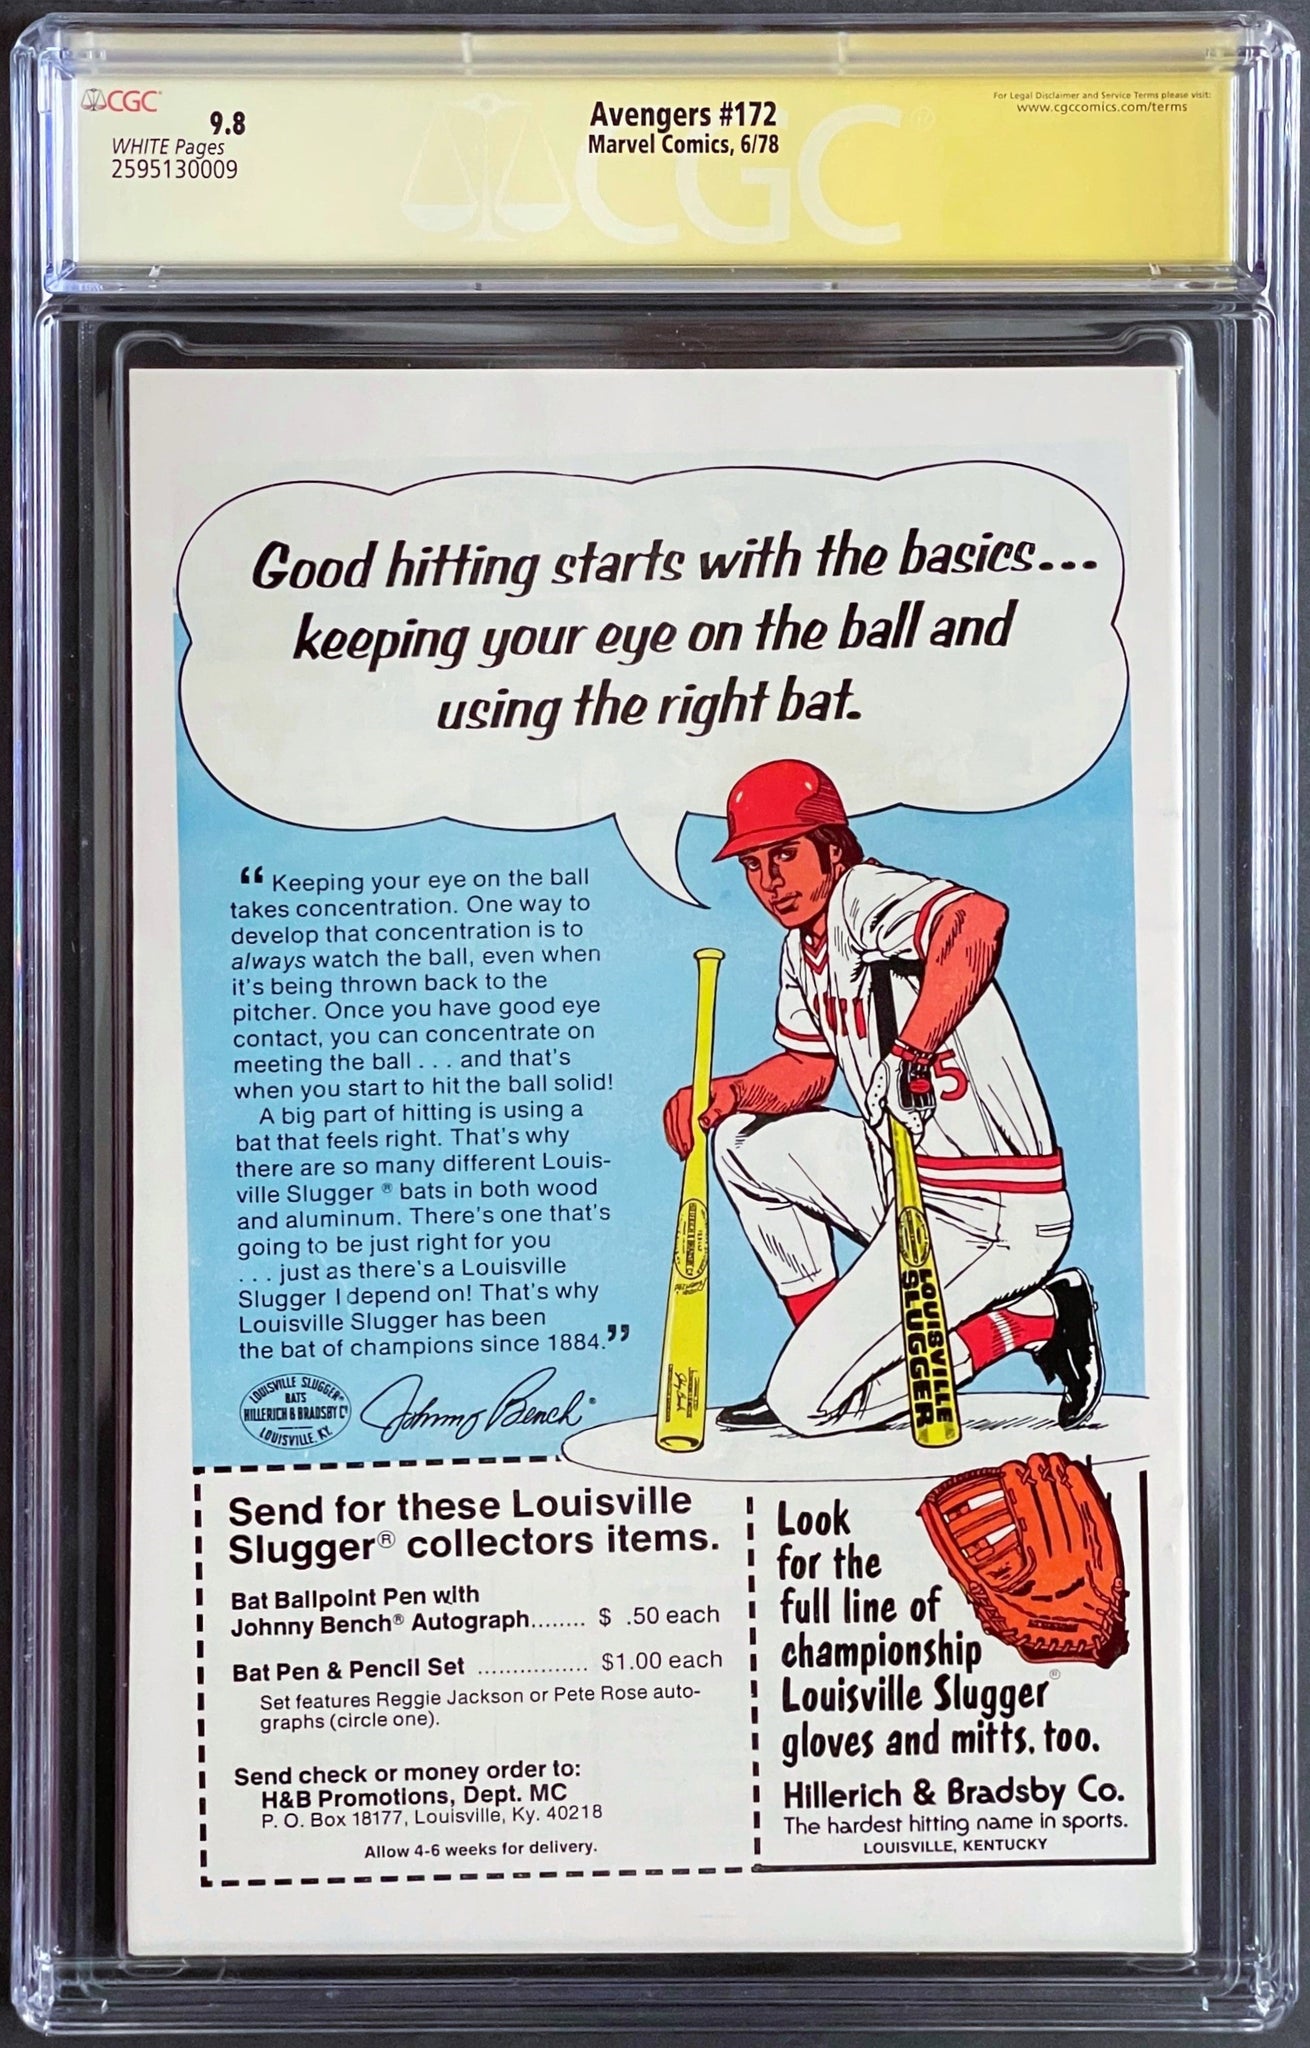 CGC
9.8
WHITE Pages
2595130009
Avengers #172
Marvel Comics, 6/78
For Legal Disclaimer and Service Terms please visit:
www.cgccomics.com/terms
CGC
Good hitting starts with the basics...
keeping your eye on the ball and
using the right bat.
“ Keeping your eye on the ball
takes concentration. One way to
develop that concentration is to
always watch the ball, even when
it's being thrown back to the
pitcher. Once you have good eye
contact, you can concentrate on
meeting the ball . . . and that's
when you start to hit the ball solid!
A big part of hitting is using a
bat that feels right. That's why
there are so many different Louis-
ville Slugger ® bats in both wood
and aluminum. There's one that's
going to be just right for you
. . . just as there's a Louisville
Slugger I depend on! That's why
Louisville Slugger has been
the bat of champions since 1884.”
LOUISVILLE SLUGGER®
BATS
HILLERICH & BRADSBY Co
LOUISVILLE, KY.
Johnny Bench®
5
LOUISVILLE
SLUGGER
Send for these Louisville
Slugger® collectors items.
Bat Ballpoint Pen with
Johnny Bench® Autograph........ $ .50 each
Bat Pen & Pencil Set ................ $1.00 each
Set features Reggie Jackson or Pete Rose auto-
graphs (circle one).
Send check or money order to:
H&B Promotions, Dept. MC
P. O. Box 18177, Louisville, Ky. 40218
Allow 4-6 weeks for delivery.
Look
for the
full line of
championship
Louisville Slugger®
gloves and mitts, too.
Hillerich & Bradsby Co.
The hardest hitting name in sports.
LOUISVILLE, KENTUCKY